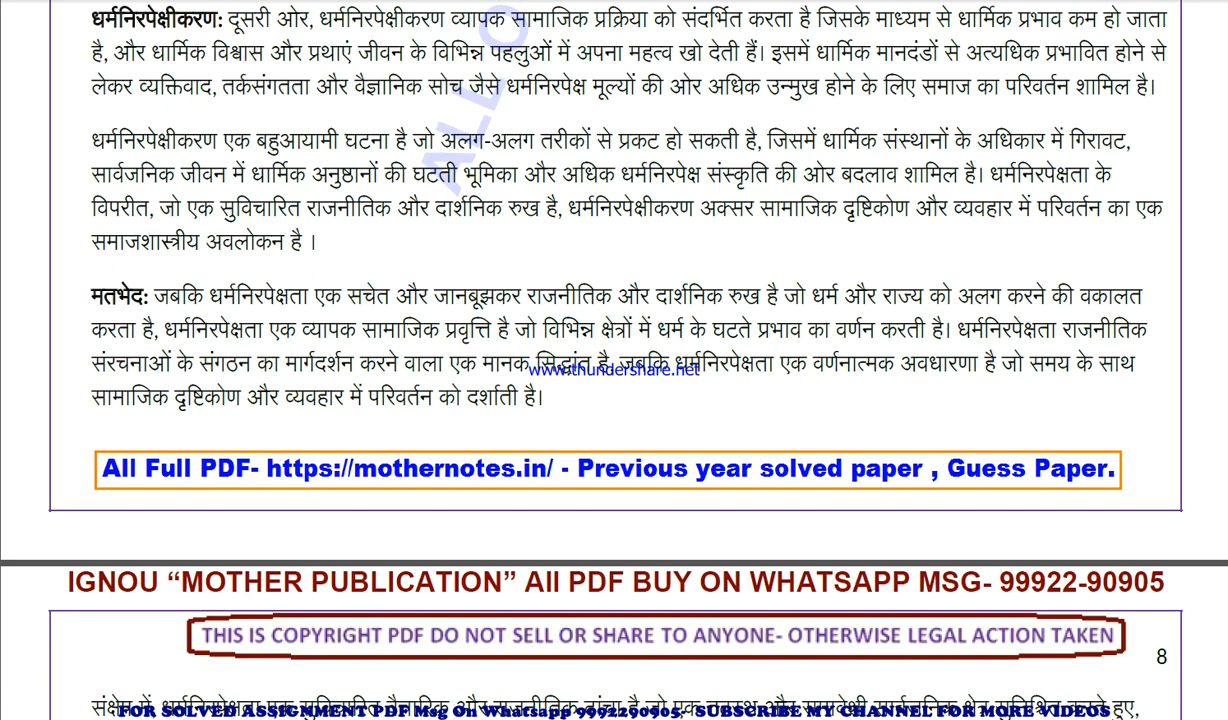 धर्मनिरपेक्षीकरण: दूसरी ओर, धर्मनिरपेक्षीकरण व्यापक सामाजिक प्रक्रिया को संदर्भित करता है जिसके माध्यम से धार्मिक प्रभाव कम हो जाता
है, और धार्मिक विश्वास और प्रथाएं जीवन के विभिन्न पहलुओं में अपना महत्व खो देती हैं। इसमें धार्मिक मानदंडों से अत्यधिक प्रभावित होने से
लेकर व्यक्तिवाद, तर्कसंगतता और वैज्ञानिक सोच जैसे धर्मनिरपेक्ष मूल्यों की ओर अधिक उन्मुख होने के लिए समाज का परिवर्तन शामिल है।
ALLO
धर्मनिरपेक्षीकरण एक बहुआयामी घटना है जो अलग-अलग तरीकों से प्रकट हो सकती है, जिसमें धार्मिक संस्थानों के अधिकार में गिरावट,
सार्वजनिक जीवन में धार्मिक अनुष्ठानों की घटती भूमिका और अधिक धर्मनिरपेक्ष संस्कृति की ओर बदलाव शामिल है। धर्मनिरपेक्षता के
विपरीत, जो एक सुविचारित राजनीतिक और दार्शनिक रुख है, धर्मनिरपेक्षीकरण अक्सर सामाजिक दृष्टिकोण और व्यवहार में परिवर्तन का एक
समाजशास्त्रीय अवलोकन है ।
मतभेद: जबकि धर्मनिरपेक्षता एक सचेत और जानबूझकर राजनीतिक और दार्शनिक रुख है जो धर्म और राज्य को अलग करने की वकालत
करता है, धर्मनिरपेक्षता एक व्यापक सामाजिक प्रवृत्ति है जो विभिन्न क्षेत्रों में धर्म के घटते प्रभाव का वर्णन करती है। धर्मनिरपेक्षता राजनीतिक
संरचनाओं के संगठन का मार्गदर्शन करने वाला एक मानक सिद्धांत है, जबकि धर्मनिरपेक्षता एक वर्णनात्मक अवधारणा है जो समय के साथ
www.thundershare.net
सामाजिक दृष्टिकोण और व्यवहार में परिवर्तन को दर्शाती है।
All Full PDF- https://mothernotes.in/ - Previous year solved paper , Guess Paper.
IGNOU “MOTHER PUBLICATION” All PDF BUY ON WHATSAPP MSG- 99922-90905
THIS IS COPYRIGHT PDF DO NOT SELL OR SHARE TO ANYONE- OTHERWISE LEGAL ACTION TAKEN
8
संक्षेप में, धर्मनिरपेक्षता एक
FOR SOLVED ASSIGNMENT PDF Msg On Whatsapp 9992290905. SUBSCRIBE MY CHANNEL FOR MORE VIDEOS